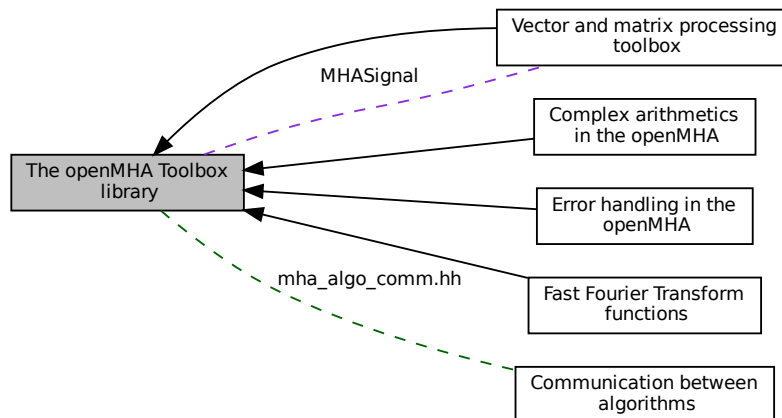 Vector and matrix processing
toolbox
MHASignal
Complex arithmetics
in the openMHA
The openMHA Toolbox
library
Error handling in the
openMHA
mha_algo_comm.hh
Fast Fourier Transform
functions
Communication between
algorithms